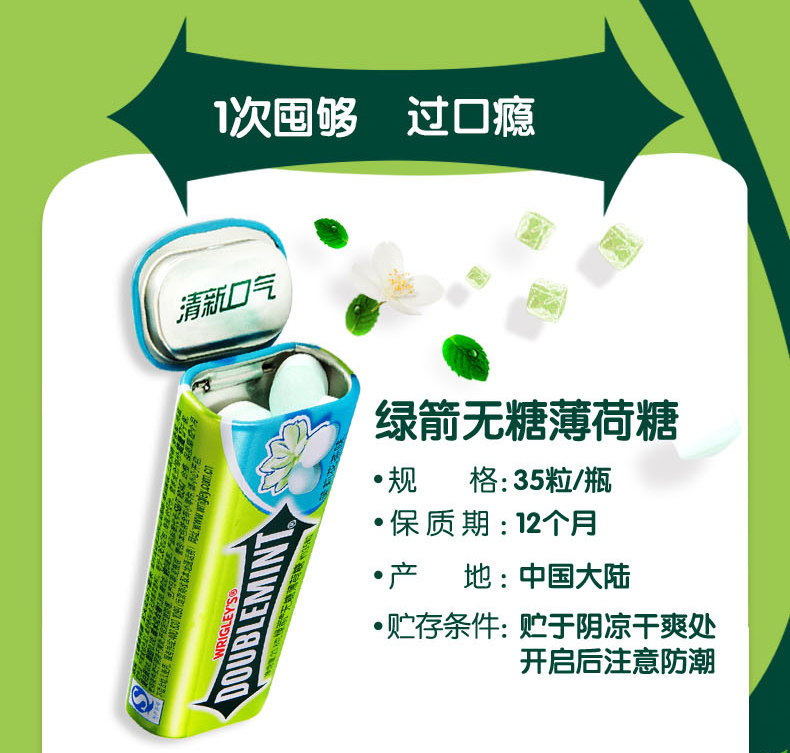 1次囤够 过口瘾
清新口气
绿箭无糖薄荷糖
•规 格:35粒/瓶
•保质期:12个月
•产 地:中国大陆
•贮存条件:贮于阴凉干爽处
开启后注意防潮
WRIGLEY'S®
DOUBLEMINT®